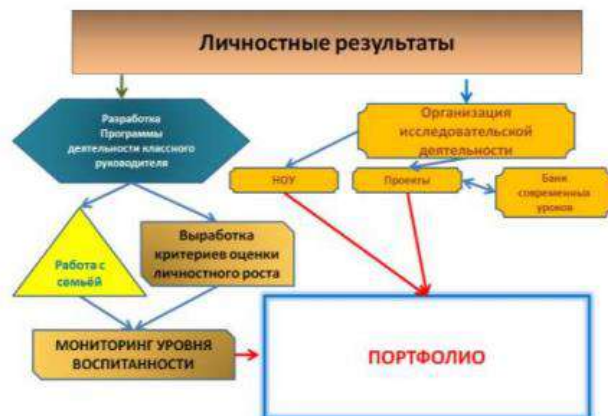 Личностные результаты
Разработка
Программы
деятельности классного
руководителя
Организация
исследовательской
деятельности
НОУ
Проекты
Банк
современных
уроков
Работа с
семьёй
Выработка
критериев оценки
личностного роста
МОНИТОРИНГ УРОВНЯ
ВОСПИТАННОСТИ
ПОРТФОЛИО